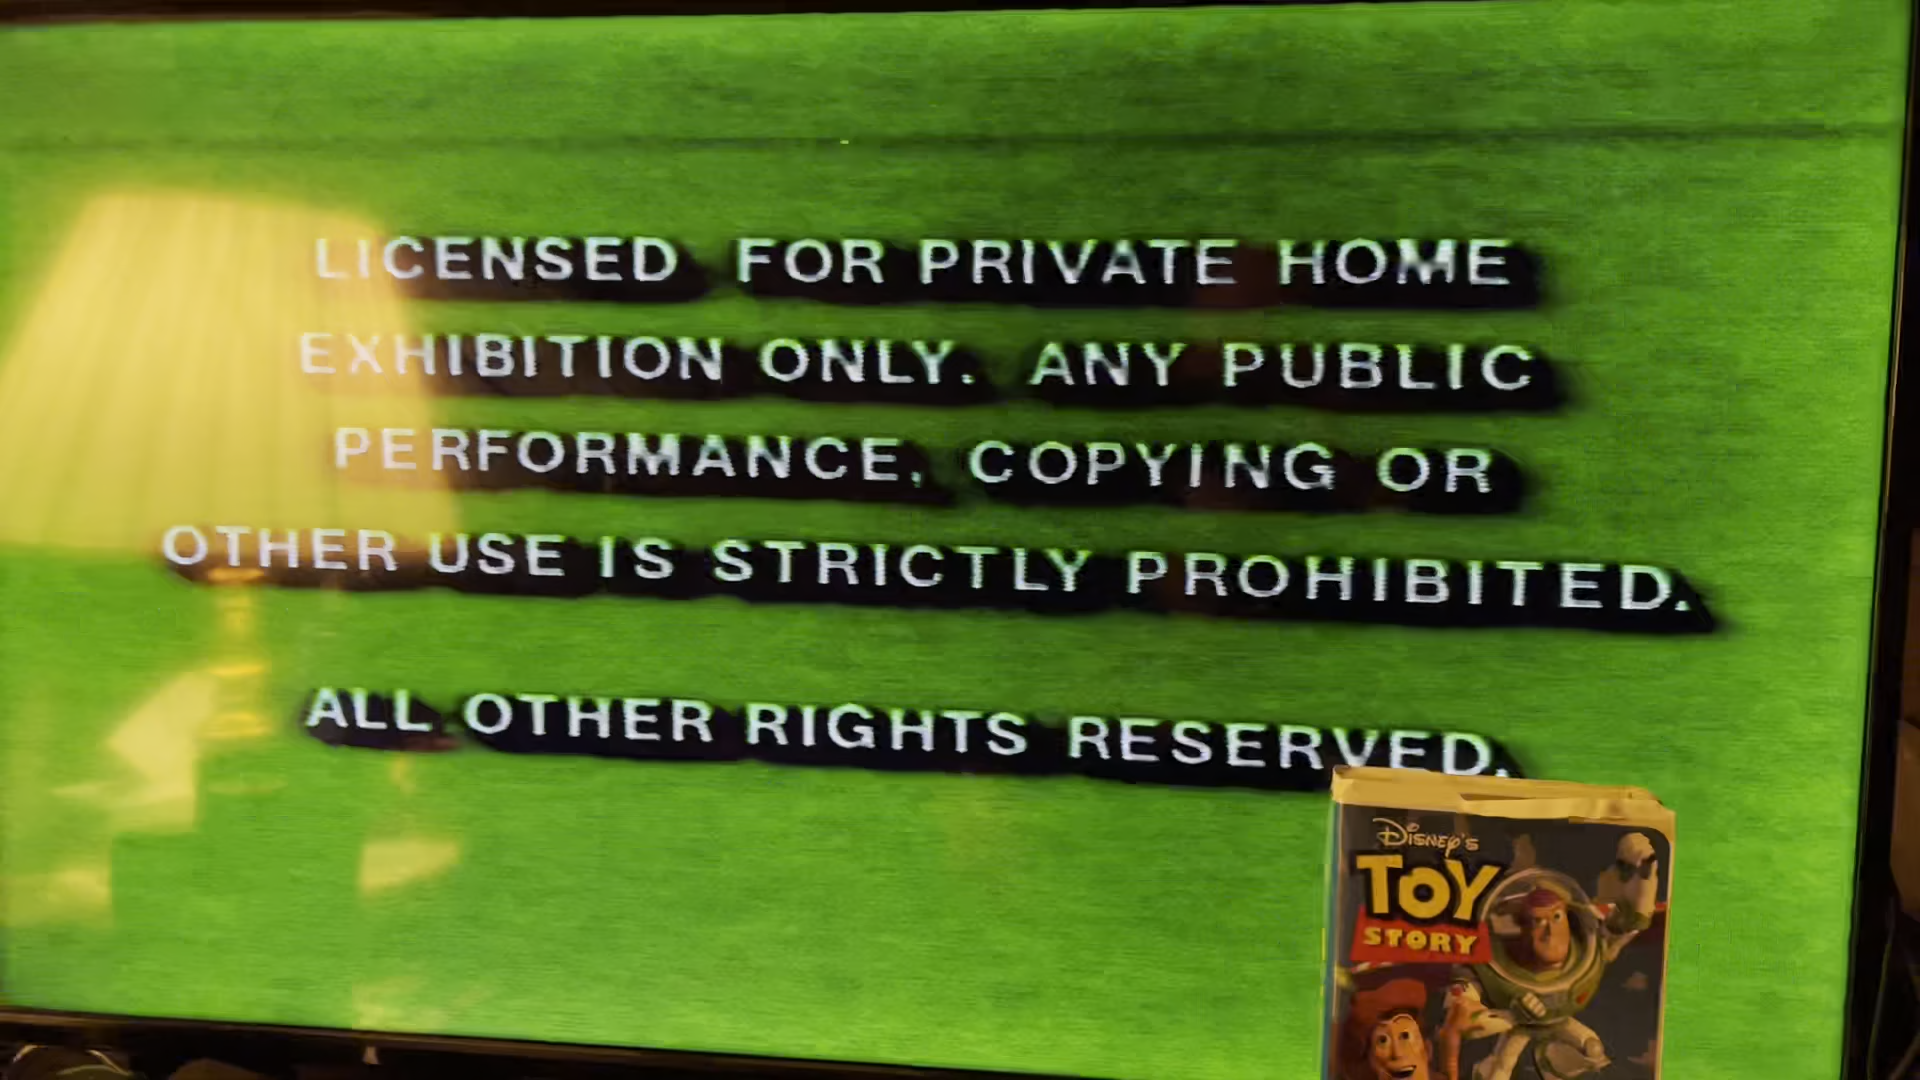 LICENSED FOR PRIVATE HOME
EXHIBITION ONLY. ANY PUBLIC
PERFORMANCE, COPYING OR
OTHER USE IS STRICTLY PROHIBITED.
ALL OTHER RIGHTS RESERVED.
DISNEY'S
TOY
STORY